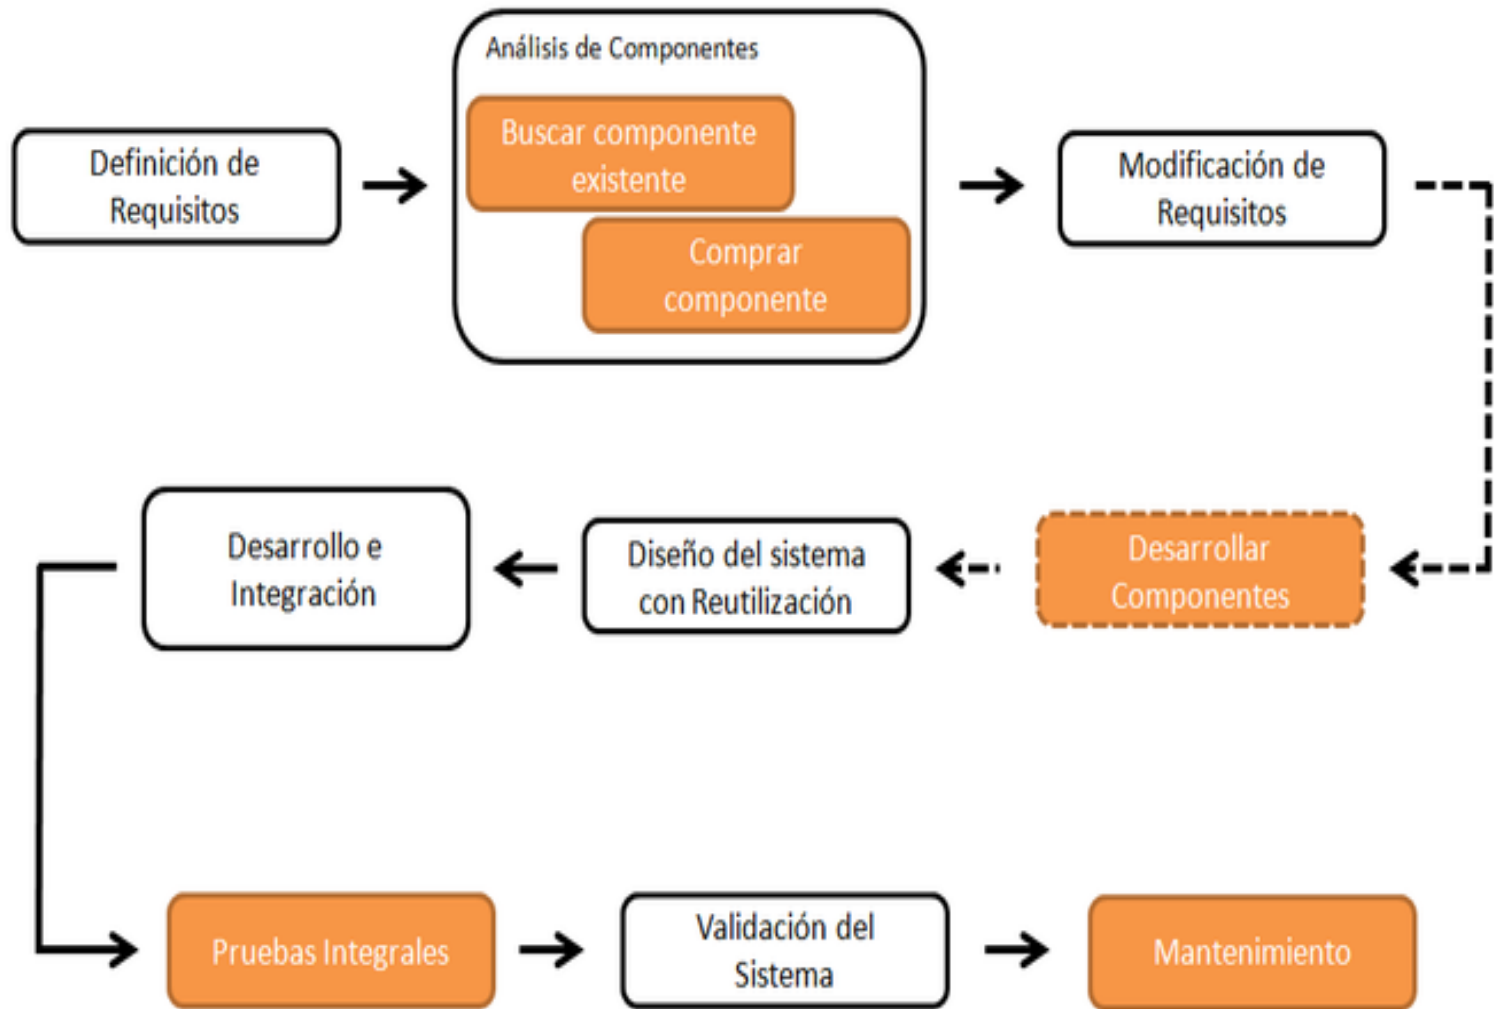 Análisis de Componentes
Buscar componente
existente
Comprar
componente
Definición de
Requisitos
Modificación de
Requisitos
Desarrollar
Componentes
Diseño del sistema
con Reutilización
Desarrollo e
Integración
Pruebas Integrales
Validación del
Sistema
Mantenimiento